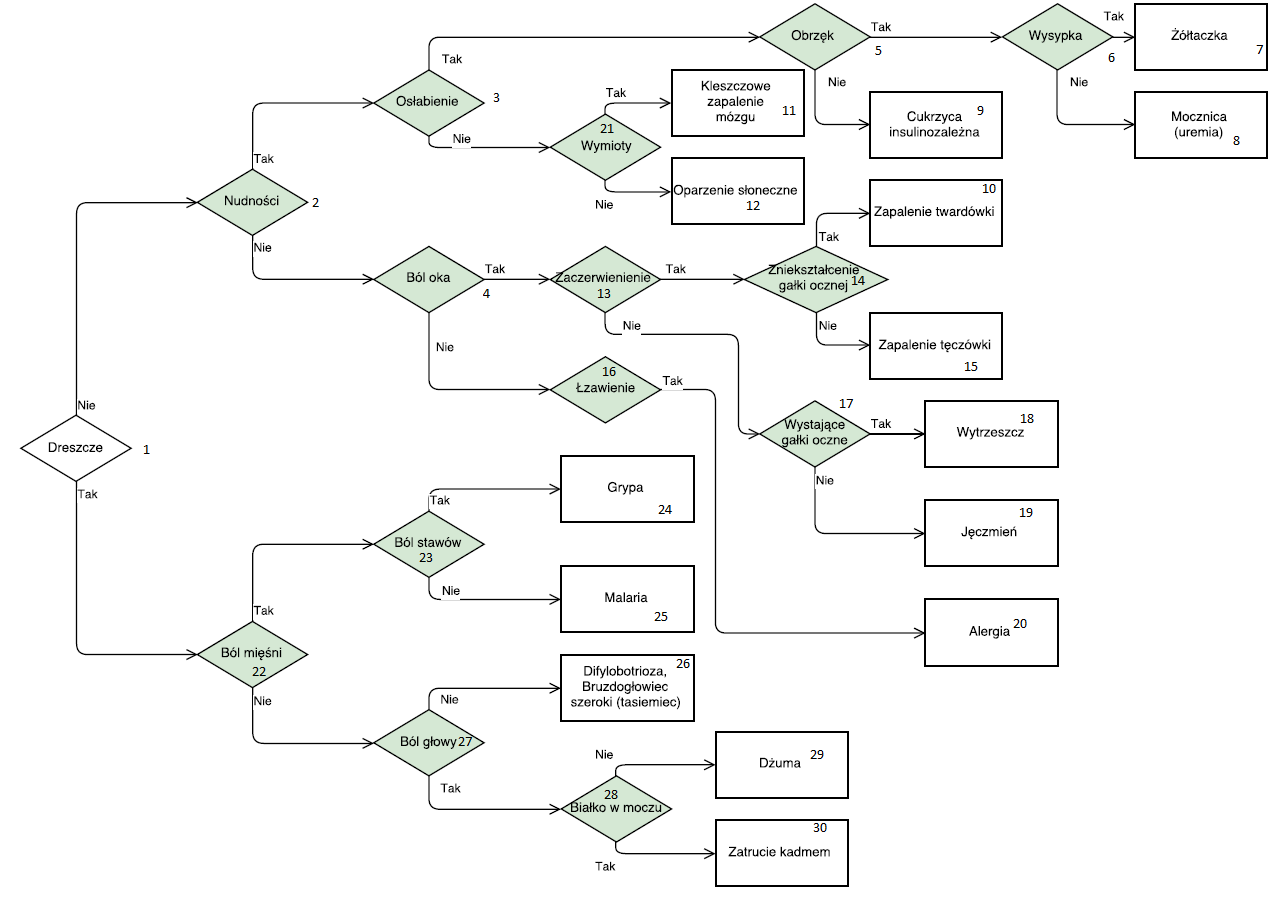 Obrzęk
Tak
5
Nie
Wysypka
Tak
6
Nie
Żółtaczka
7
Mocznica
(uremia)
8
Cukrzyca
insulinozależna
9
Tak
Osłabienie
3
Nie
21
Wymioty
Tak
Nie
Kleszczowe
zapalenie
mózgu
11
Oparzenie słoneczne
12
Tak
Nudności
2
Nie
Ból oka
Tak
4
Nie
Zaczerwienienie
13
Tak
Nie
Zniekształcenie
gałki ocznej
14
Tak
Nie
10
Zapalenie twardówki
Zapalenie tęczówki
15
16
Łzawienie
Tak
17
Wystające
gałki oczne
Tak
Nie
18
Wytrzeszcz
19
Jęczmień
Alergia
20
Nie
Dreszcze
1
Tak
Tak
Ból mięśni
22
Nie
Tak
Ból stawów
23
Nie
Grypa
24
Malaria
25
26
Difylobotrioza,
Bruzdogłowiec
szeroki (tasiemiec)
Nie
Ból głowy
27
Tak
Nie
28
Białko w moczu
Tak
Dżuma
29
30
Zatrucie kadmem